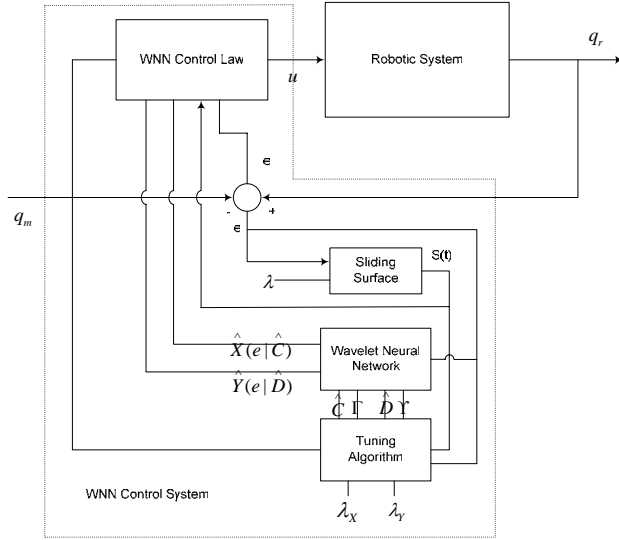 WNN Control Law
u
Robotic System
q_r
e
q_m
-
+
e
Sliding
Surface
S(t)
λ
X̂(e|Ĉ)
Ŷ(e|D̂)
Wavelet Neural
Network
Ĉ Γ D̂ ϒ
Tuning
Algorithm
WNN Control System
λ_X
λ_Y